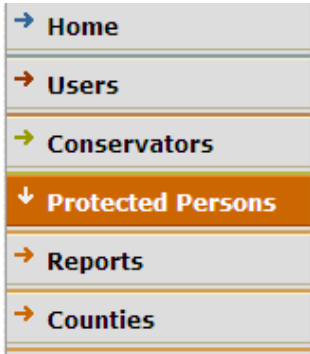 Home
Users
Conservators
Protected Persons
Reports
Counties